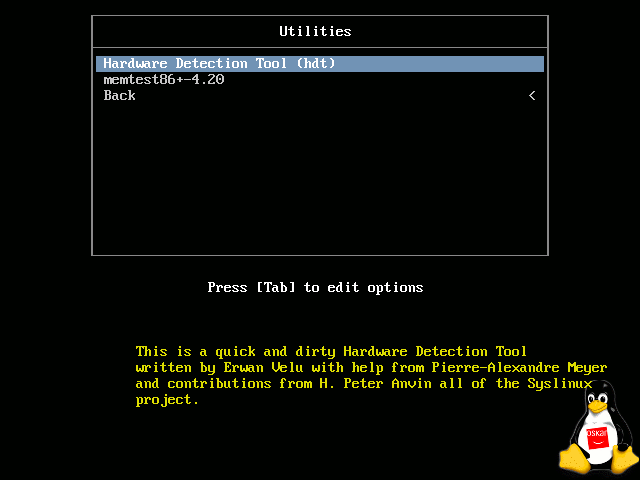 Utilities
Hardware Detection Tool (hdt)
memtest86+-4.20
Back <
Press [Tab] to edit options
This is a quick and dirty Hardware Detection Tool
written by Erwan Velu with help from Pierre-Alexandre Meyer
and contributions from H. Peter Anvin all of the Syslinux
project.
oskar